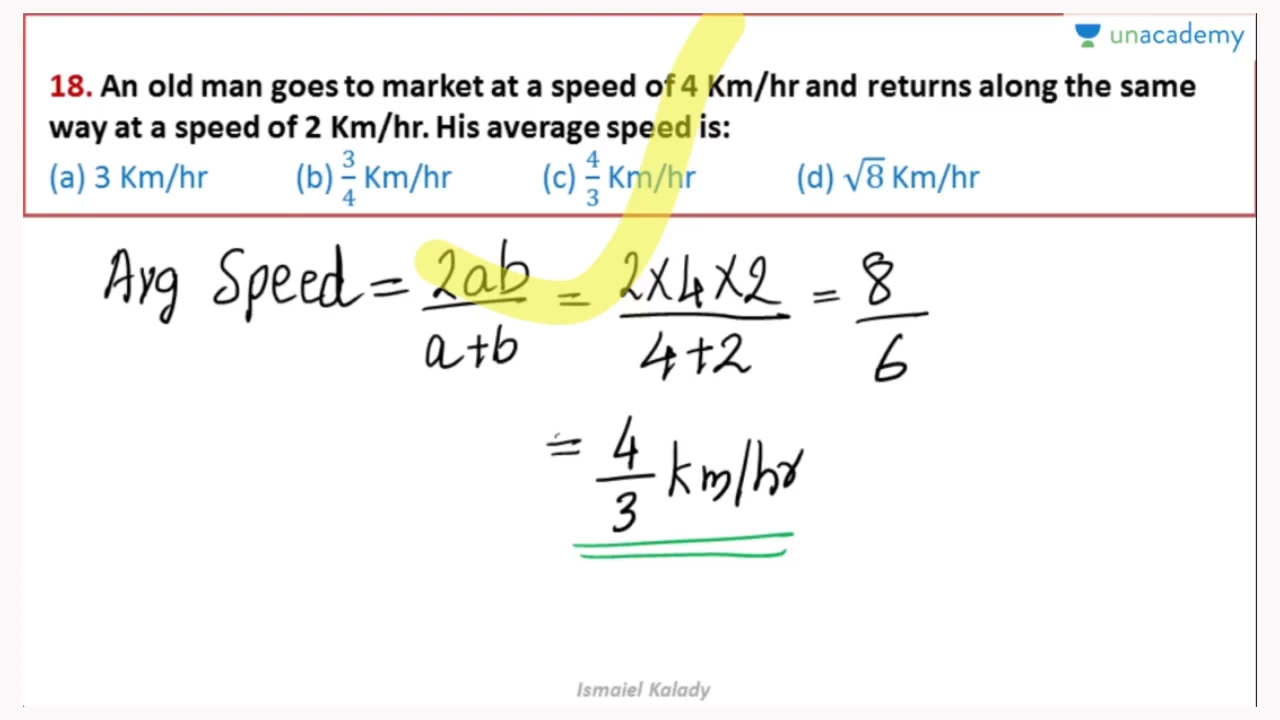 unacademy
18. An old man goes to market at a speed of 4 Km/hr and returns along the same
way at a speed of 2 Km/hr. His average speed is:
(a) 3 Km/hr (b) 3/4 Km/hr (c) 4/3 Km/hr (d) √8 Km/hr
Avg Speed = 2ab/a+b = 2×4×2/4+2 = 8/6
= 4/3 km/hr
Ismaiel Kalady